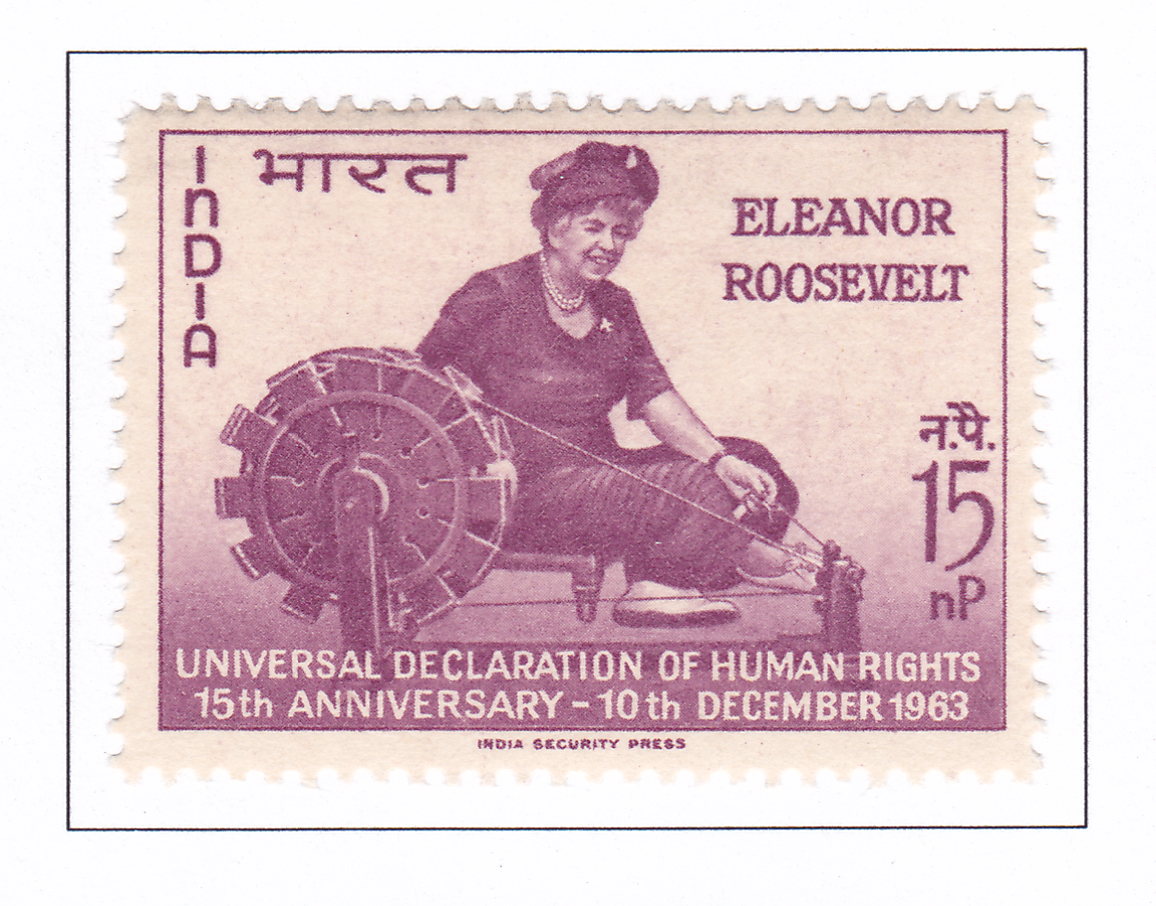 INDIA
भारत
ELEANOR
ROOSEVELT
न.पै.
15
nP
UNIVERSAL DECLARATION OF HUMAN RIGHTS
15th ANNIVERSARY - 10th DECEMBER 1963
INDIA SECURITY PRESS